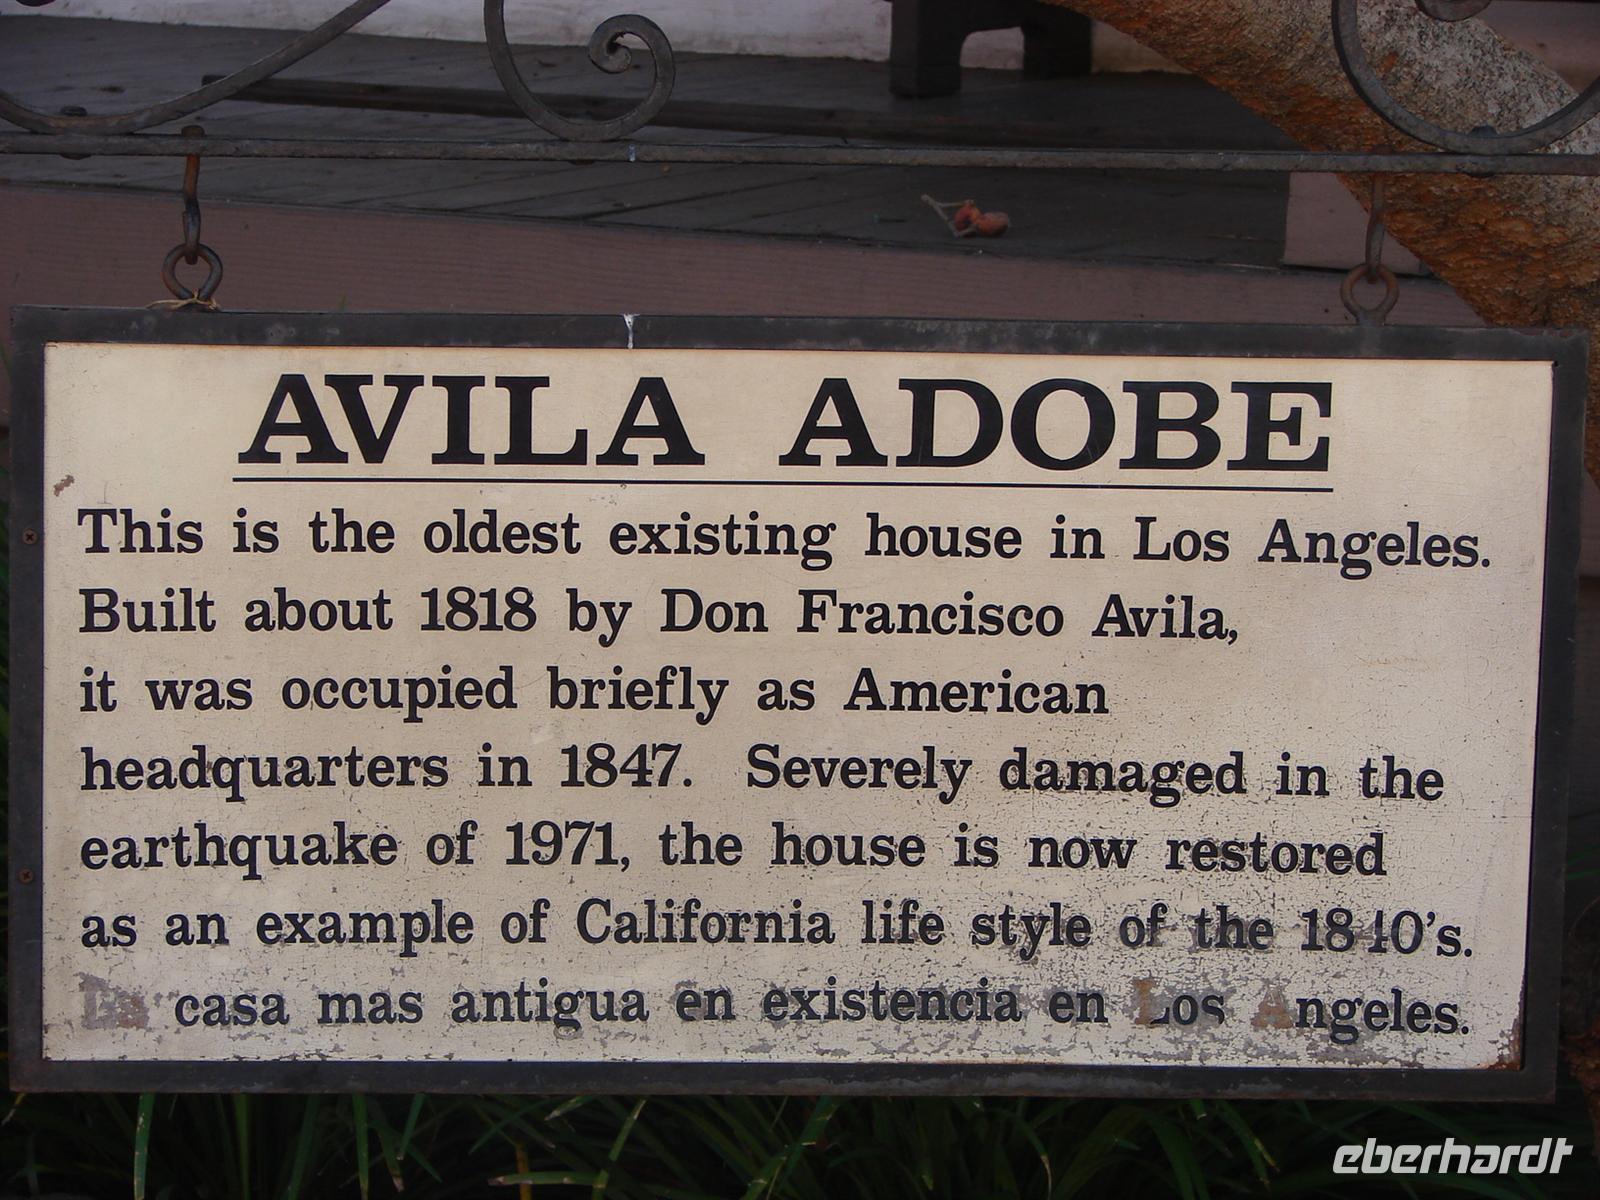 AVILA ADOBE
This is the oldest existing house in Los Angeles.
Built about 1818 by Don Francisco Avila,
it was occupied briefly as American
headquarters in 1847. Severely damaged in the
earthquake of 1971, the house is now restored
as an example of California life style of the 1840's.
La casa mas antigua en existencia en Los Angeles.
eberhardt